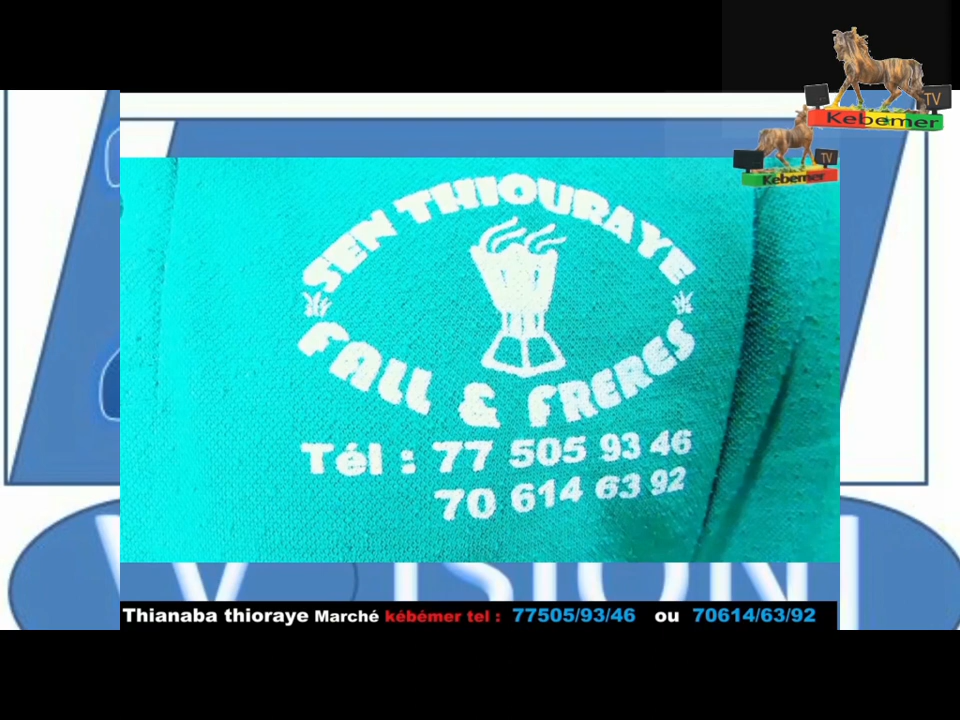 TV
Kebemer
TV
Kebemer
SEN THIOURAYE
FALL & FRERES
Tél : 77 505 93 46
70 614 63 92
VISION
Thianaba thioraye Marché kébémer tel : 77505/93/46 ou 70614/63/92